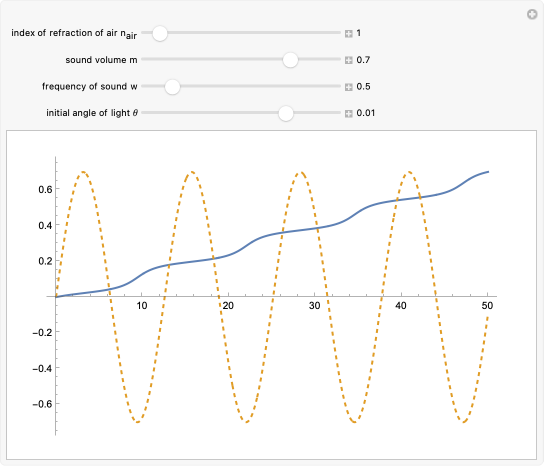 index of refraction of air nair 1
sound volume m 0.7
frequency of sound w 0.5
initial angle of light θ 0.01
0.6
0.4
0.2
10 20 30 40 50
-0.2
-0.4
-0.6